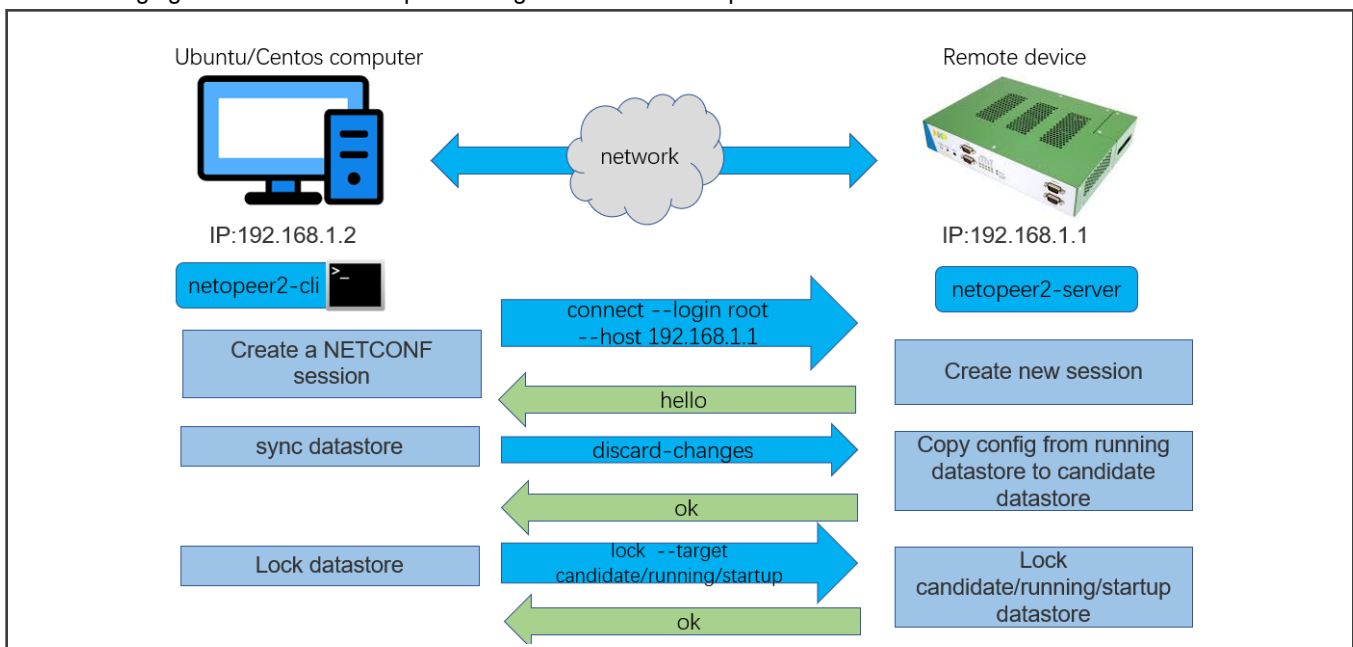 Ubuntu/Centos computer
Remote device
network
IP:192.168.1.2
IP:192.168.1.1
netopeer2-cli
>_
netopeer2-server
connect --login root
--host 192.168.1.1
Create a NETCONF
session
Create new session
hello
sync datastore
discard-changes
Copy config from running
datastore to candidate
datastore
ok
Lock datastore
lock --target
candidate/running/startup
Lock
candidate/running/startup
datastore
ok